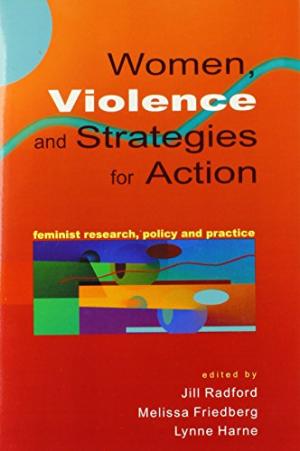 Women,
Violence
and Strategies
for Action
feminist research, policy and practice
edited by
Jill Radford
Melissa Friedberg
Lynne Harne